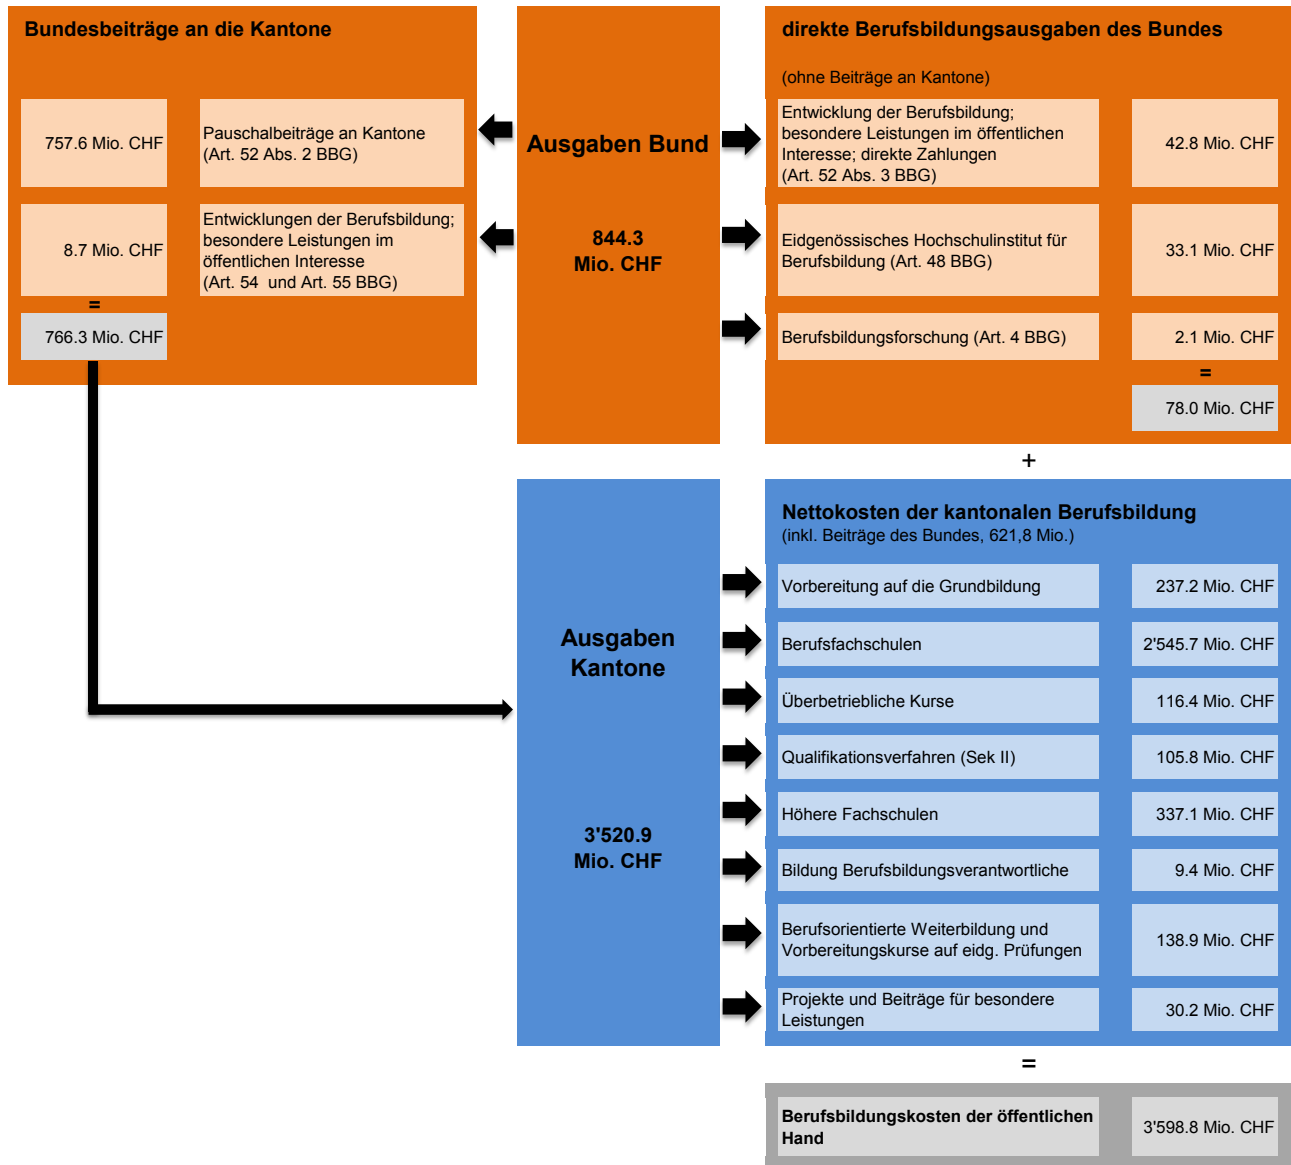 Bundesbeiträge an die Kantone
757.6 Mio. CHF
Pauschalbeiträge an Kantone
(Art. 52 Abs. 2 BBG)
8.7 Mio. CHF
Entwicklungen der Berufsbildung;
besondere Leistungen im
öffentlichen Interesse
(Art. 54  und Art. 55 BBG)
=
766.3 Mio. CHF
Ausgaben Bund
844.3
Mio. CHF
direkte Berufsbildungsausgaben des Bundes
(ohne Beiträge an Kantone)
Entwicklung der Berufsbildung;
besondere Leistungen im öffentlichen
Interesse; direkte Zahlungen
(Art. 52 Abs. 3 BBG)
42.8 Mio. CHF
Eidgenössisches Hochschulinstitut für
Berufsbildung (Art. 48 BBG)
33.1 Mio. CHF
Berufsbildungsforschung (Art. 4 BBG)
2.1 Mio. CHF
=
78.0 Mio. CHF
+
Ausgaben
Kantone
3'520.9
Mio. CHF
Nettokosten der kantonalen Berufsbildung
(inkl. Beiträge des Bundes, 621,8 Mio.)
Vorbereitung auf die Grundbildung
237.2 Mio. CHF
Berufsfachschulen
2'545.7 Mio. CHF
Überbetriebliche Kurse
116.4 Mio. CHF
Qualifikationsverfahren (Sek II)
105.8 Mio. CHF
Höhere Fachschulen
337.1 Mio. CHF
Bildung Berufsbildungsverantwortliche
9.4 Mio. CHF
Berufsorientierte Weiterbildung und
Vorbereitungskurse auf eidg. Prüfungen
138.9 Mio. CHF
Projekte und Beiträge für besondere
Leistungen
30.2 Mio. CHF
=
Berufsbildungskosten der öffentlichen
Hand
3'598.8 Mio. CHF